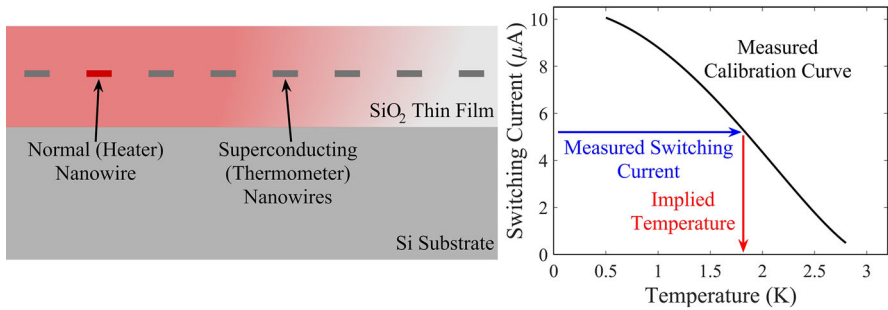 SiO₂ Thin Film
Normal (Heater)
Nanowire
Superconducting
(Thermometer)
Nanowires
Si Substrate
Switching Current (μA)
10
8
6
4
2
0
Measured
Calibration Curve
Measured Switching
Current
Implied
Temperature
0 0.5 1 1.5 2 2.5 3
Temperature (K)